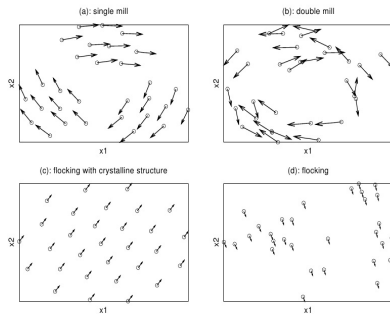 (a): single mill
x2
x1
(b): double mill
x2
x1
(c): flocking with crystalline structure
x2
x1
(d): flocking
x2
x1